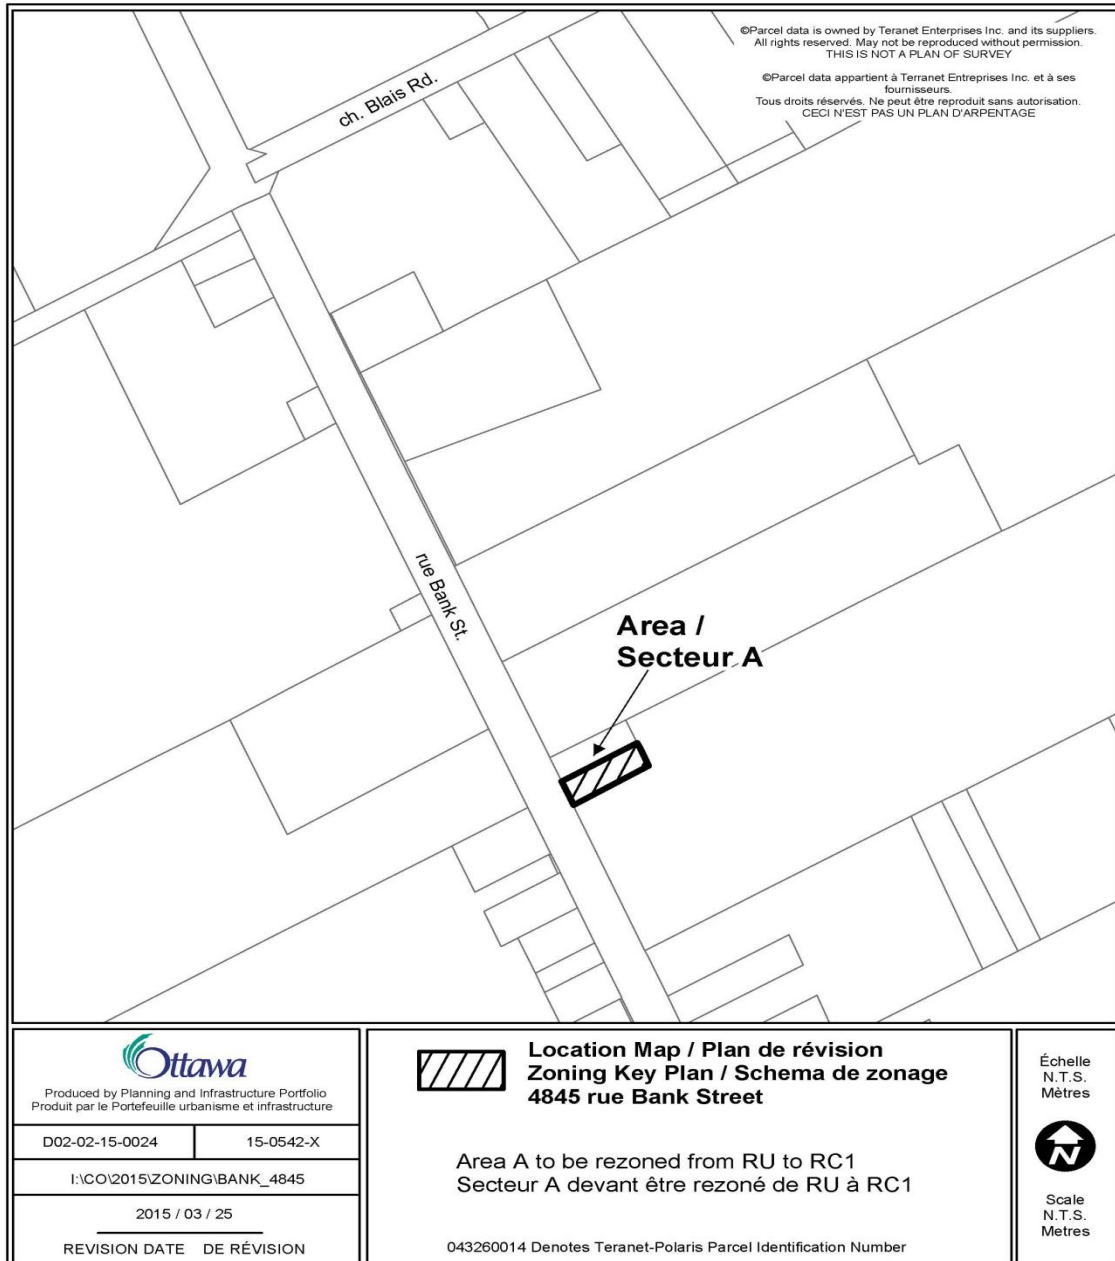 ©Parcel data is owned by Teranet Enterprises Inc. and its suppliers.
All rights reserved. May not be reproduced without permission.
THIS IS NOT A PLAN OF SURVEY
©Parcel data appartient à Terranet Entreprises Inc. et à ses
fournisseurs.
Tous droits réservés. Ne peut être reproduit sans autorisation.
CECI N'EST PAS UN PLAN D'ARPENTAGE
ch. Blais Rd.
rue Bank St.
Area /
Secteur A
Ottawa
Produced by Planning and Infrastructure Portfolio
Produit par le Portefeuille urbanisme et infrastructure
D02-02-15-0024
15-0542-X
I:\CO\2015\ZONING\BANK_4845
2015 / 03 / 25
REVISION DATE DE RÉVISION
Location Map / Plan de révision
Zoning Key Plan / Schema de zonage
4845 rue Bank Street
Area A to be rezoned from RU to RC1
Secteur A devant être rezoné de RU à RC1
043260014 Denotes Teranet-Polaris Parcel Identification Number
Échelle
N.T.S.
Mètres
N
Scale
N.T.S.
Metres